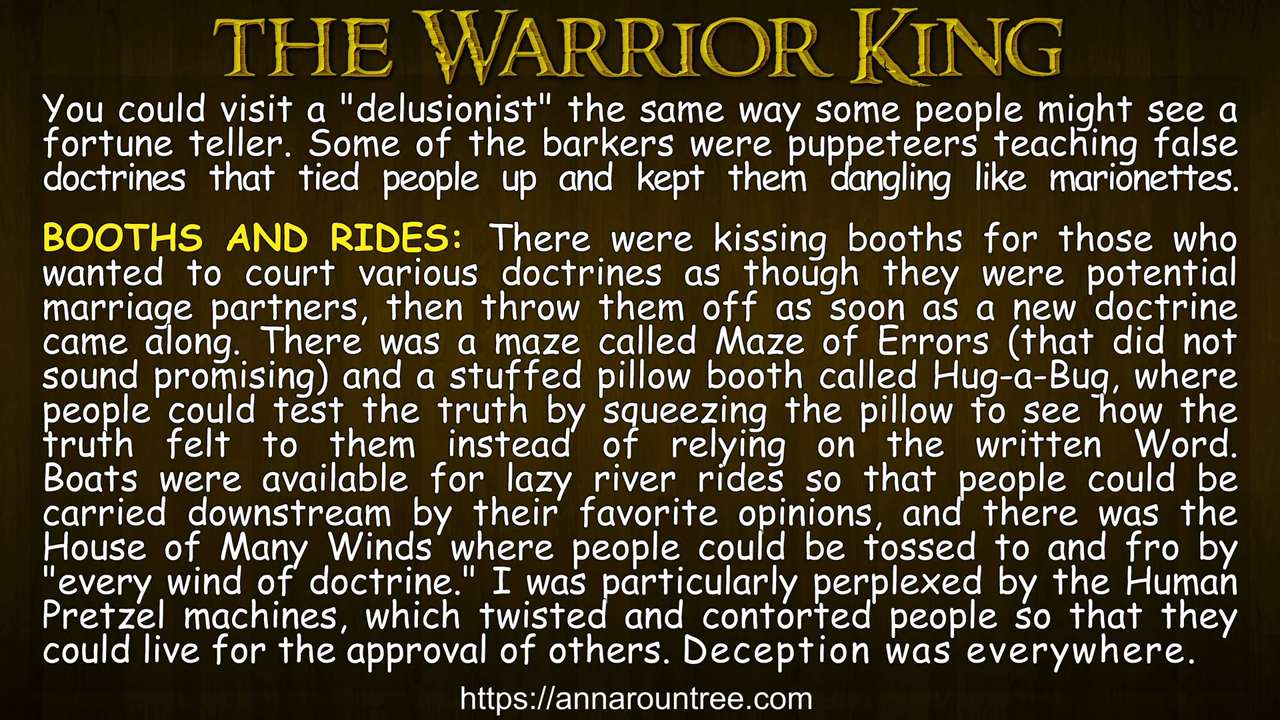 THE WARRIOR KING
You could visit a "delusionist" the same way some people might see a
fortune teller. Some of the barkers were puppeteers teaching false
doctrines that tied people up and kept them dangling like marionettes.
BOOTHS AND RIDES: There were kissing booths for those who
wanted to court various doctrines as though they were potential
marriage partners, then throw them off as soon as a new doctrine
came along. There was a maze called Maze of Errors (that did not
sound promising) and a stuffed pillow booth called Hug-a-Bug, where
people could test the truth by squeezing the pillow to see how the
truth felt to them instead of relying on the written Word.
Boats were available for lazy river rides so that people could be
carried downstream by their favorite opinions, and there was the
House of Many Winds where people could be tossed to and fro by
"every wind of doctrine." I was particularly perplexed by the Human
Pretzel machines, which twisted and contorted people so that they
could live for the approval of others. Deception was everywhere.
https://annarountree.com